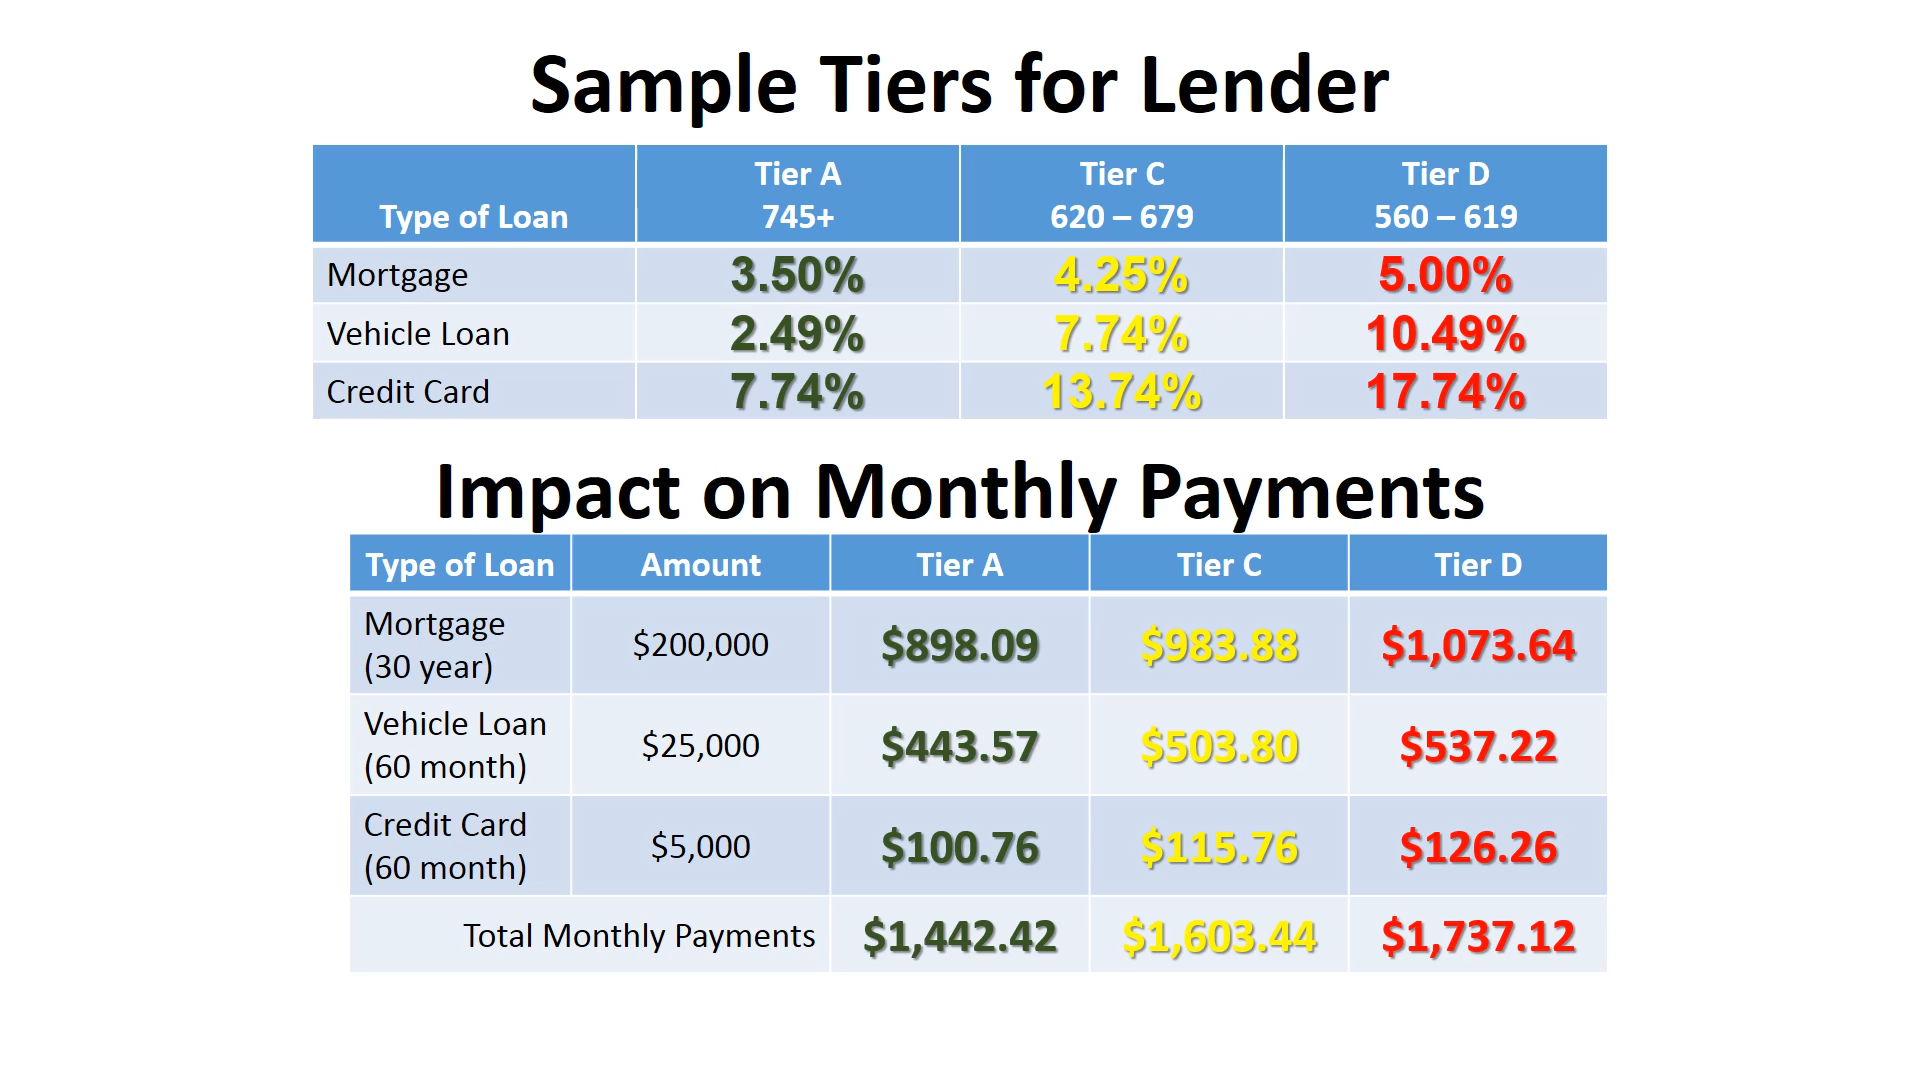 Sample Tiers for Lender
Type of Loan
Tier A
745+
Tier C
620 – 679
Tier D
560 – 619
Mortgage 3.50% 4.25% 5.00%
Vehicle Loan 2.49% 7.74% 10.49%
Credit Card 7.74% 13.74% 17.74%
Impact on Monthly Payments
Type of Loan Amount Tier A Tier C Tier D
Mortgage
(30 year)
$200,000 $898.09 $983.88 $1,073.64
Vehicle Loan
(60 month)
$25,000 $443.57 $503.80 $537.22
Credit Card
(60 month)
$5,000 $100.76 $115.76 $126.26
Total Monthly Payments $1,442.42 $1,603.44 $1,737.12